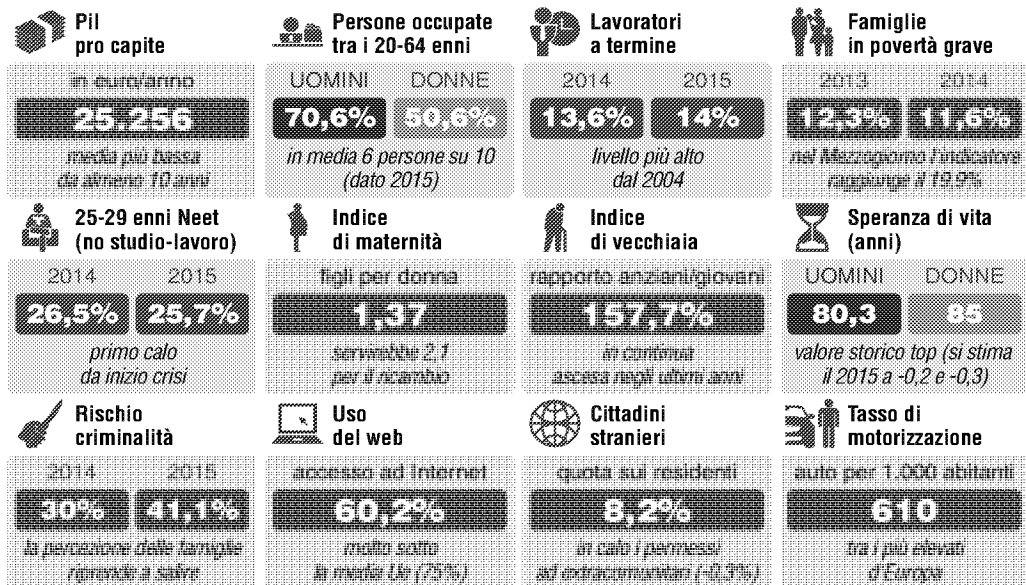 Pil
pro capite
in euro/anno
25.256
media più bassa
da almeno 10 anni
Persone occupate
tra i 20-64 enni
UOMINI DONNE
70,6% 50,6%
in media 6 persone su 10
(dato 2015)
Lavoratori
a termine
2014 2015
13,6% 14%
livello più alto
dal 2004
Famiglie
in povertà grave
2013 2014
12,3% 11,6%
nel Mezzogiorno l'indicatore
raggiunge il 19,9%
25-29 enni Neet
(no studio-lavoro)
2014 2015
26,5% 25,7%
primo calo
da inizio crisi
Indice
di maternità
figli per donna
1,37
servirebbe 2,1
per il ricambio
Indice
di vecchiaia
rapporto anziani/giovani
157,7%
in continua
ascesa negli ultimi anni
Speranza di vita
(anni)
UOMINI DONNE
80,3 85
valore storico top (si stima
il 2015 a -0,2 e -0,3)
Rischio
criminalità
2014 2015
30% 41,1%
la percezione delle famiglie
riprende a salire
Uso
del web
accesso ad Internet
60,2%
molto sotto
la media Ue (75%)
Cittadini
stranieri
quota sui residenti
8,2%
in calo i permessi
ad extracomunitari (-0,3%)
Tasso di
motorizzazione
auto per 1.000 abitanti
610
tra i più elevati
d'Europa